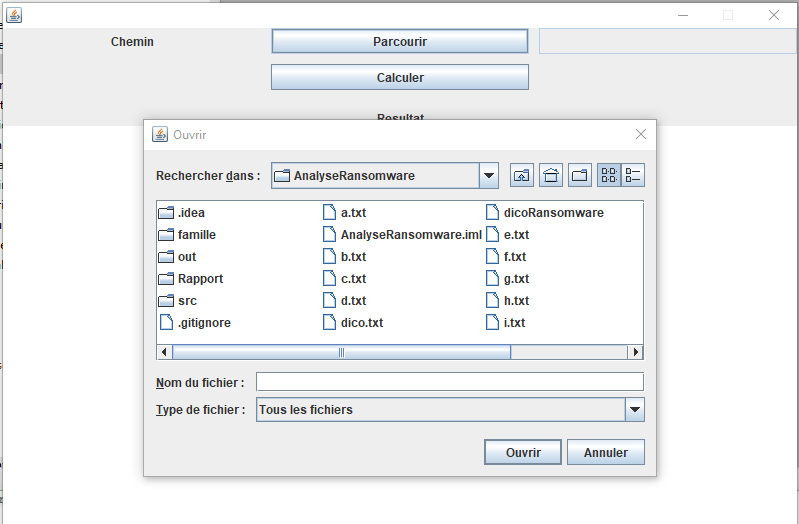 Chemin
Parcourir
Calculer
Resultat
Ouvrir
Rechercher dans :
AnalyseRansomware
.idea
famille
out
Rapport
src
.gitignore
a.txt
AnalyseRansomware.iml
b.txt
c.txt
d.txt
dico.txt
dicoRansomware
e.txt
f.txt
g.txt
h.txt
i.txt
Nom du fichier :
Type de fichier :
Tous les fichiers
Ouvrir
Annuler